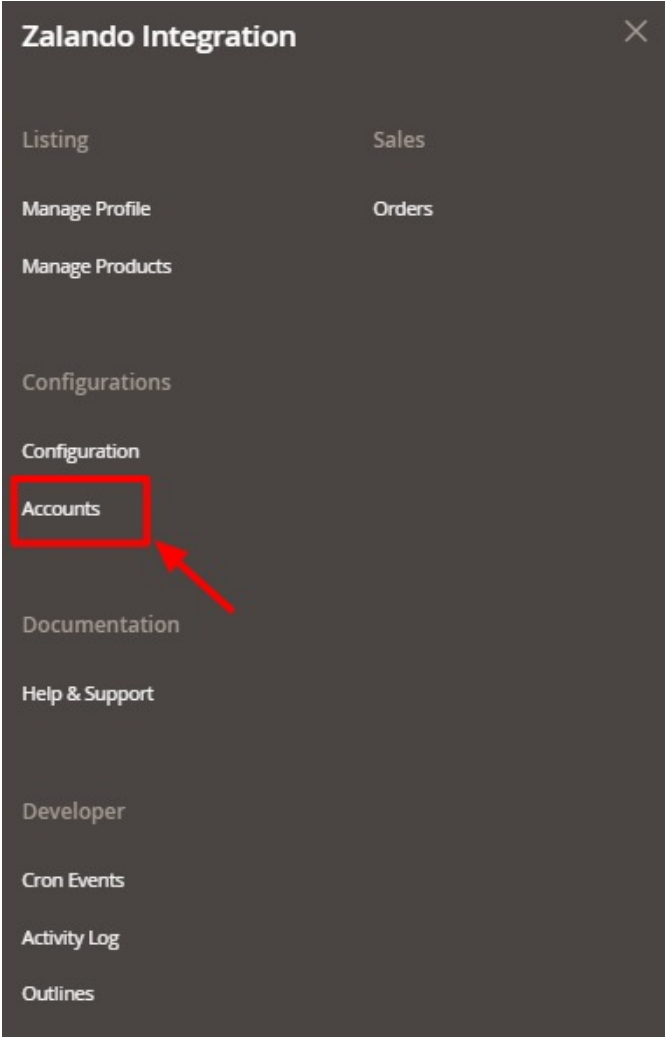 Zalando Integration
Listing
Manage Profile
Manage Products
Sales
Orders
Configurations
Configuration
Accounts
Documentation
Help & Support
Developer
Cron Events
Activity Log
Outlines